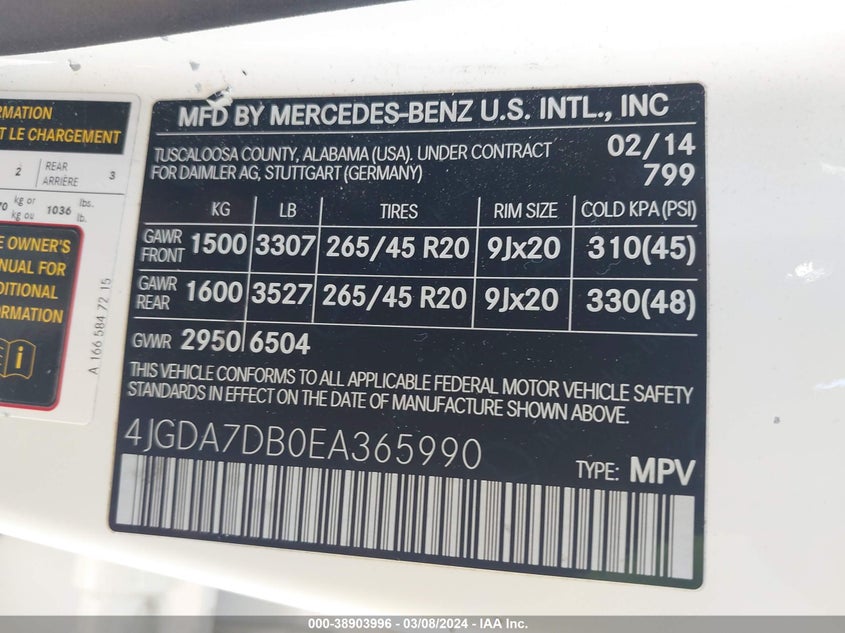 RMATION
T LE CHARGEMENT
2 REAR ARRIÈRE 3
70 kg or kg ou 1036 lbs. lb.
E OWNER'S
NUAL FOR
DITIONAL
ORMATION
A 166 584 72 15
MFD BY MERCEDES-BENZ U.S. INTL., INC
TUSCALOOSA COUNTY, ALABAMA (USA). UNDER CONTRACT 02/14
FOR DAIMLER AG, STUTTGART (GERMANY) 799
KG LB TIRES RIM SIZE COLD KPA(PSI)
GAWR FRONT 1500 3307 265/45 R20 9Jx20 310(45)
GAWR REAR 1600 3527 265/45 R20 9Jx20 330(48)
GVWR 2950 6504
THIS VEHICLE CONFORMS TO ALL APPLICABLE FEDERAL MOTOR VEHICLE SAFETY
STANDARDS IN EFFECT ON THE DATE OF MANUFACTURE SHOWN ABOVE.
4JGDA7DB0EA365990
TYPE: MPV
000-38903996 - 03/08/2024 - IAAI.COM